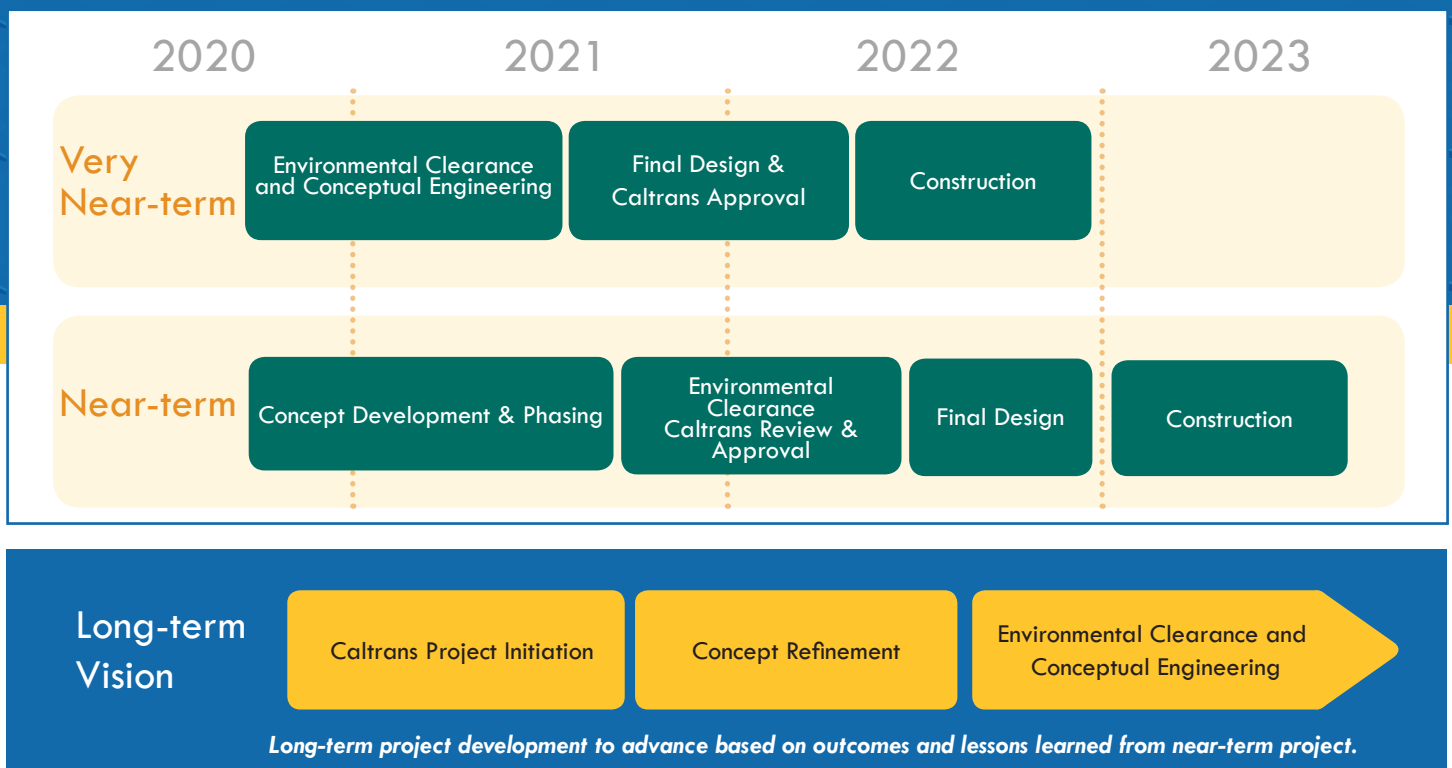 2020 2021 2022 2023
Very
Near-term
Environmental Clearance
and Conceptual Engineering
Final Design &
Caltrans Approval
Construction
Near-term
Concept Development & Phasing
Environmental
Clearance
Caltrans Review &
Approval
Final Design
Construction
Long-term
Vision
Caltrans Project Initiation
Concept Refinement
Environmental Clearance and
Conceptual Engineering
Long-term project development to advance based on outcomes and lessons learned from near-term project.